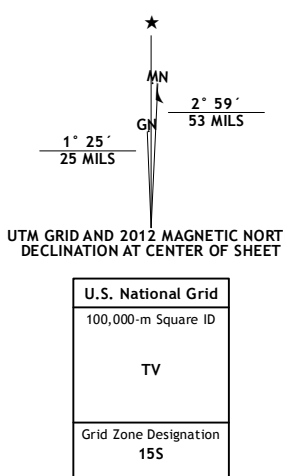 MN
2° 59´
53 MILS
GN
1° 25´
25 MILS
UTM GRID AND 2012 MAGNETIC NORT
DECLINATION AT CENTER OF SHEET
U.S. National Grid
100,000-m Square ID
TV
Grid Zone Designation
15S